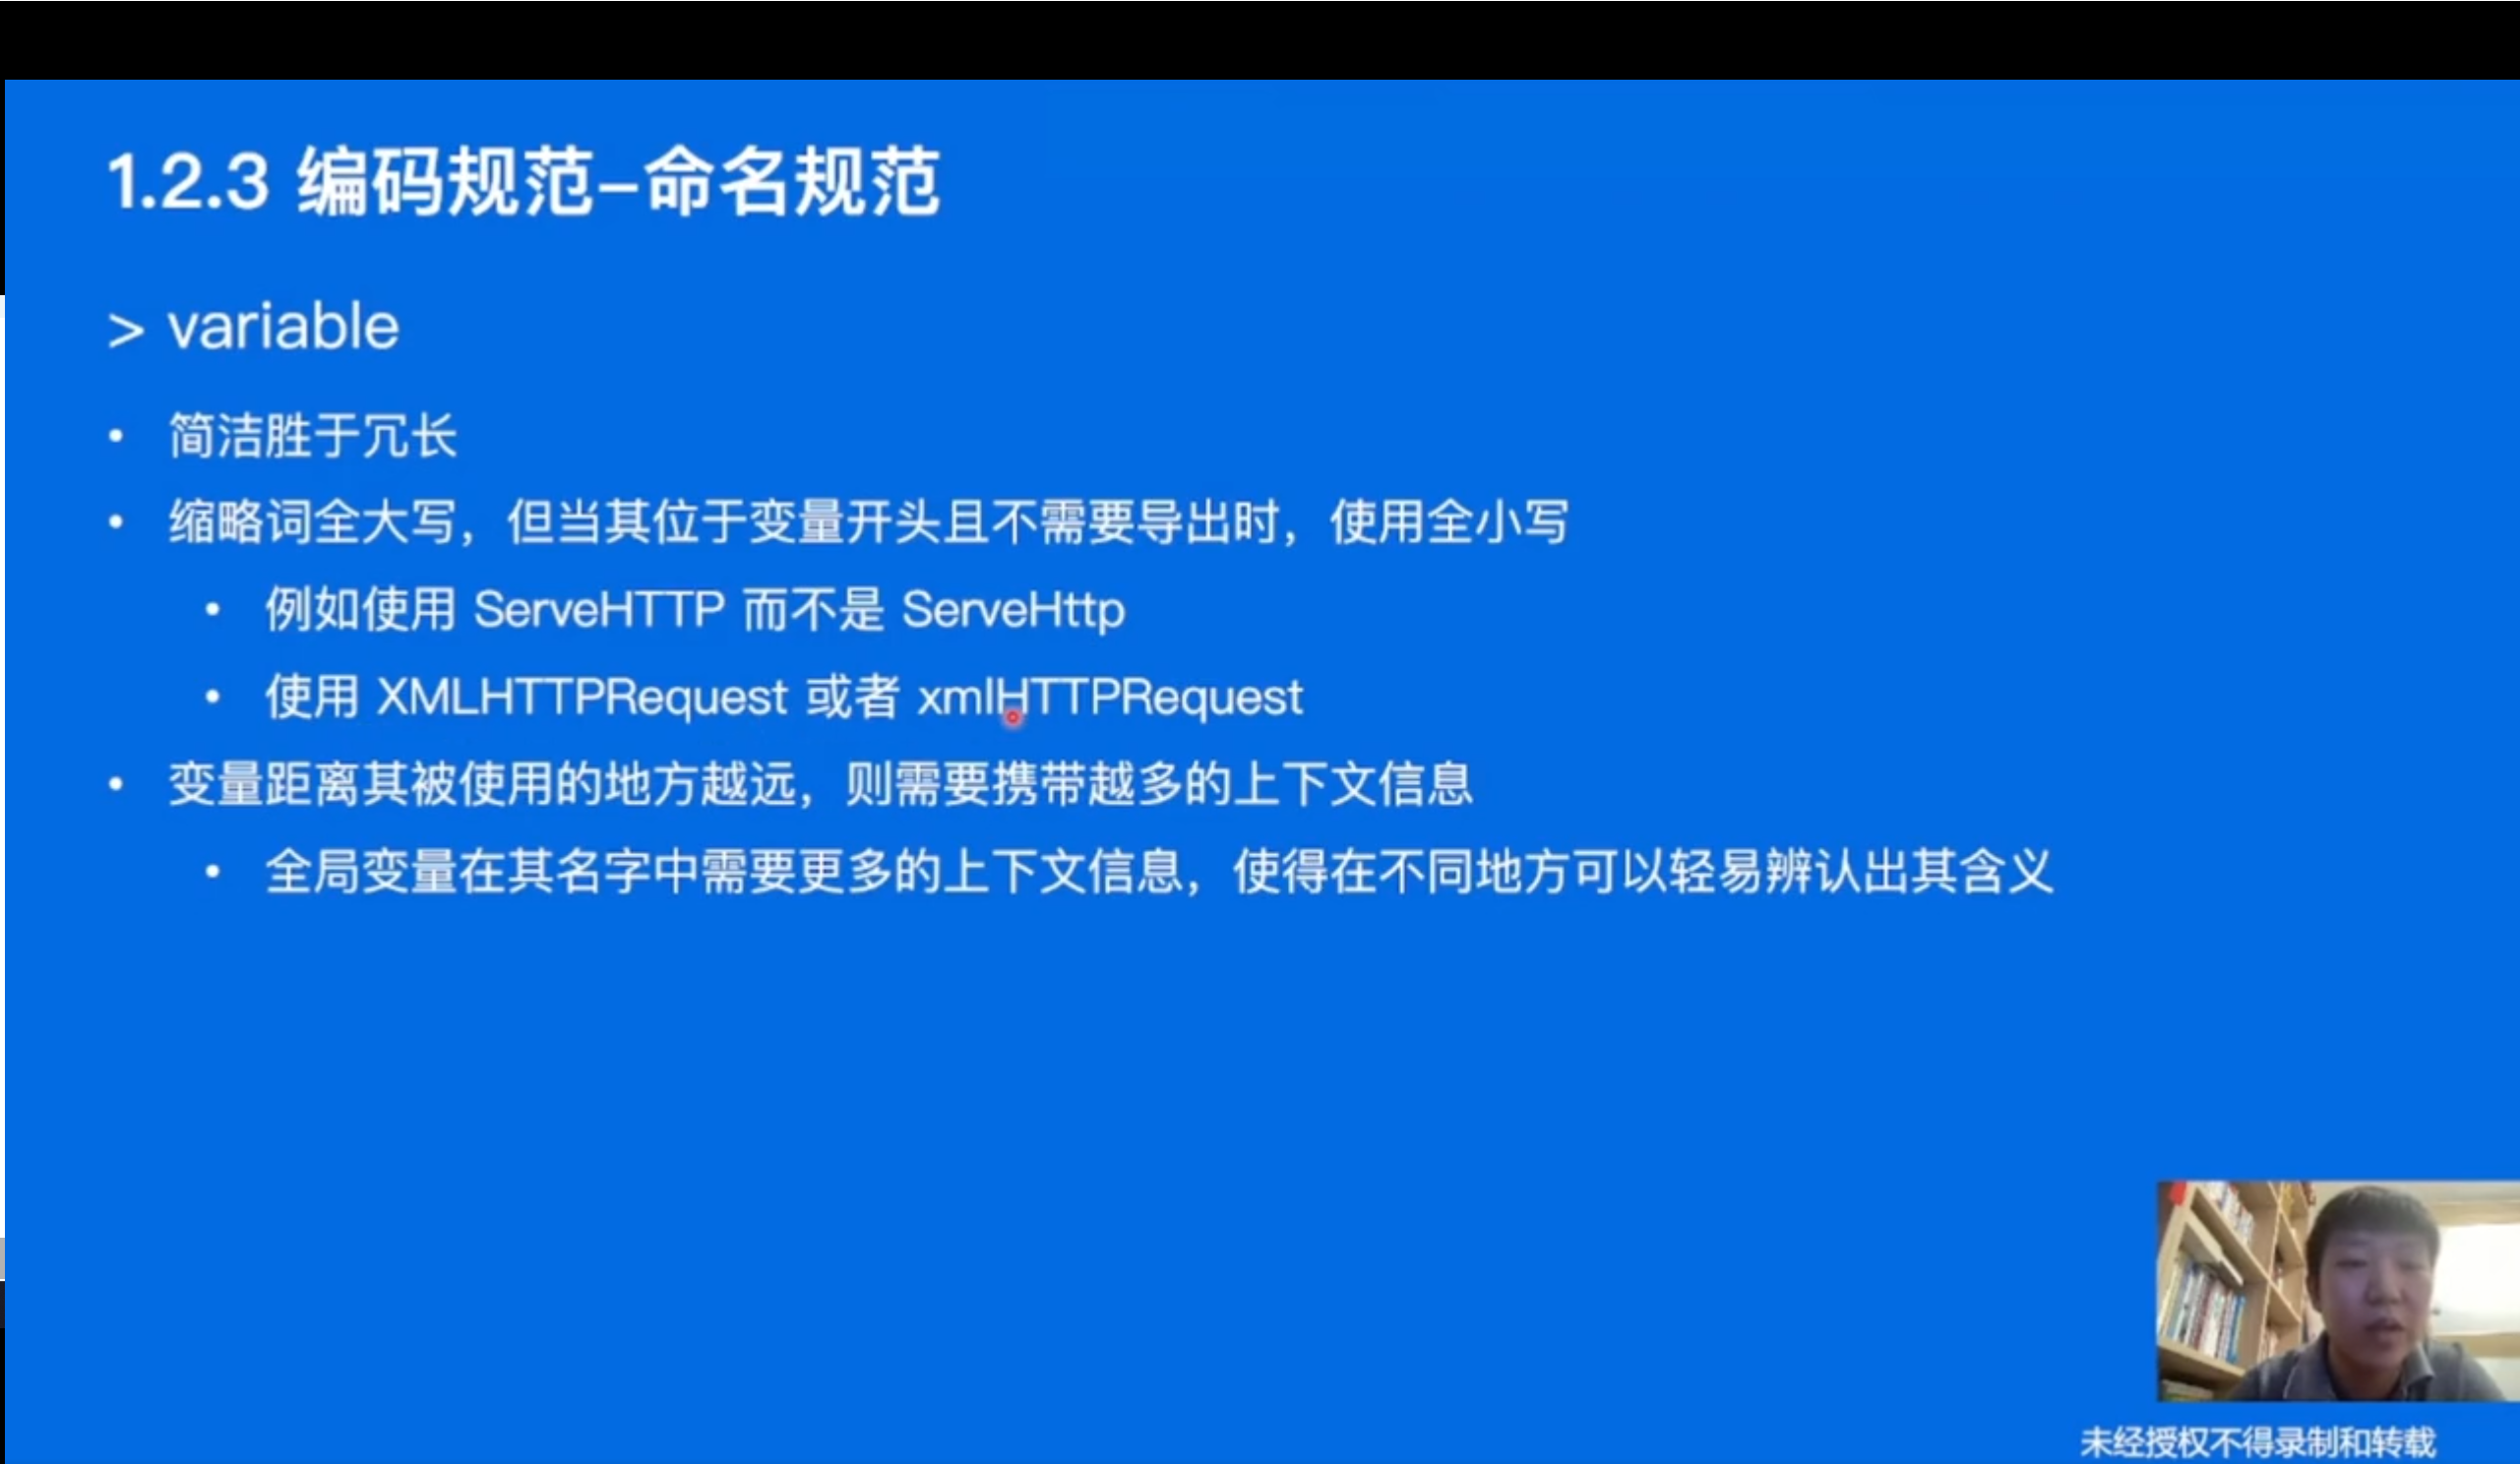 1.2.3 编码规范-命名规范
> variable
• 简洁胜于冗长
• 缩略词全大写，但当其位于变量开头且不需要导出时，使用全小写
• 例如使用 ServeHTTP 而不是 ServeHttp
• 使用 XMLHTTPRequest 或者 xmlHTTPRequest
• 变量距离其被使用的地方越远，则需要携带越多的上下文信息
• 全局变量在其名字中需要更多的上下文信息，使得在不同地方可以轻易辨认出其含义
未经授权不得录制和转载